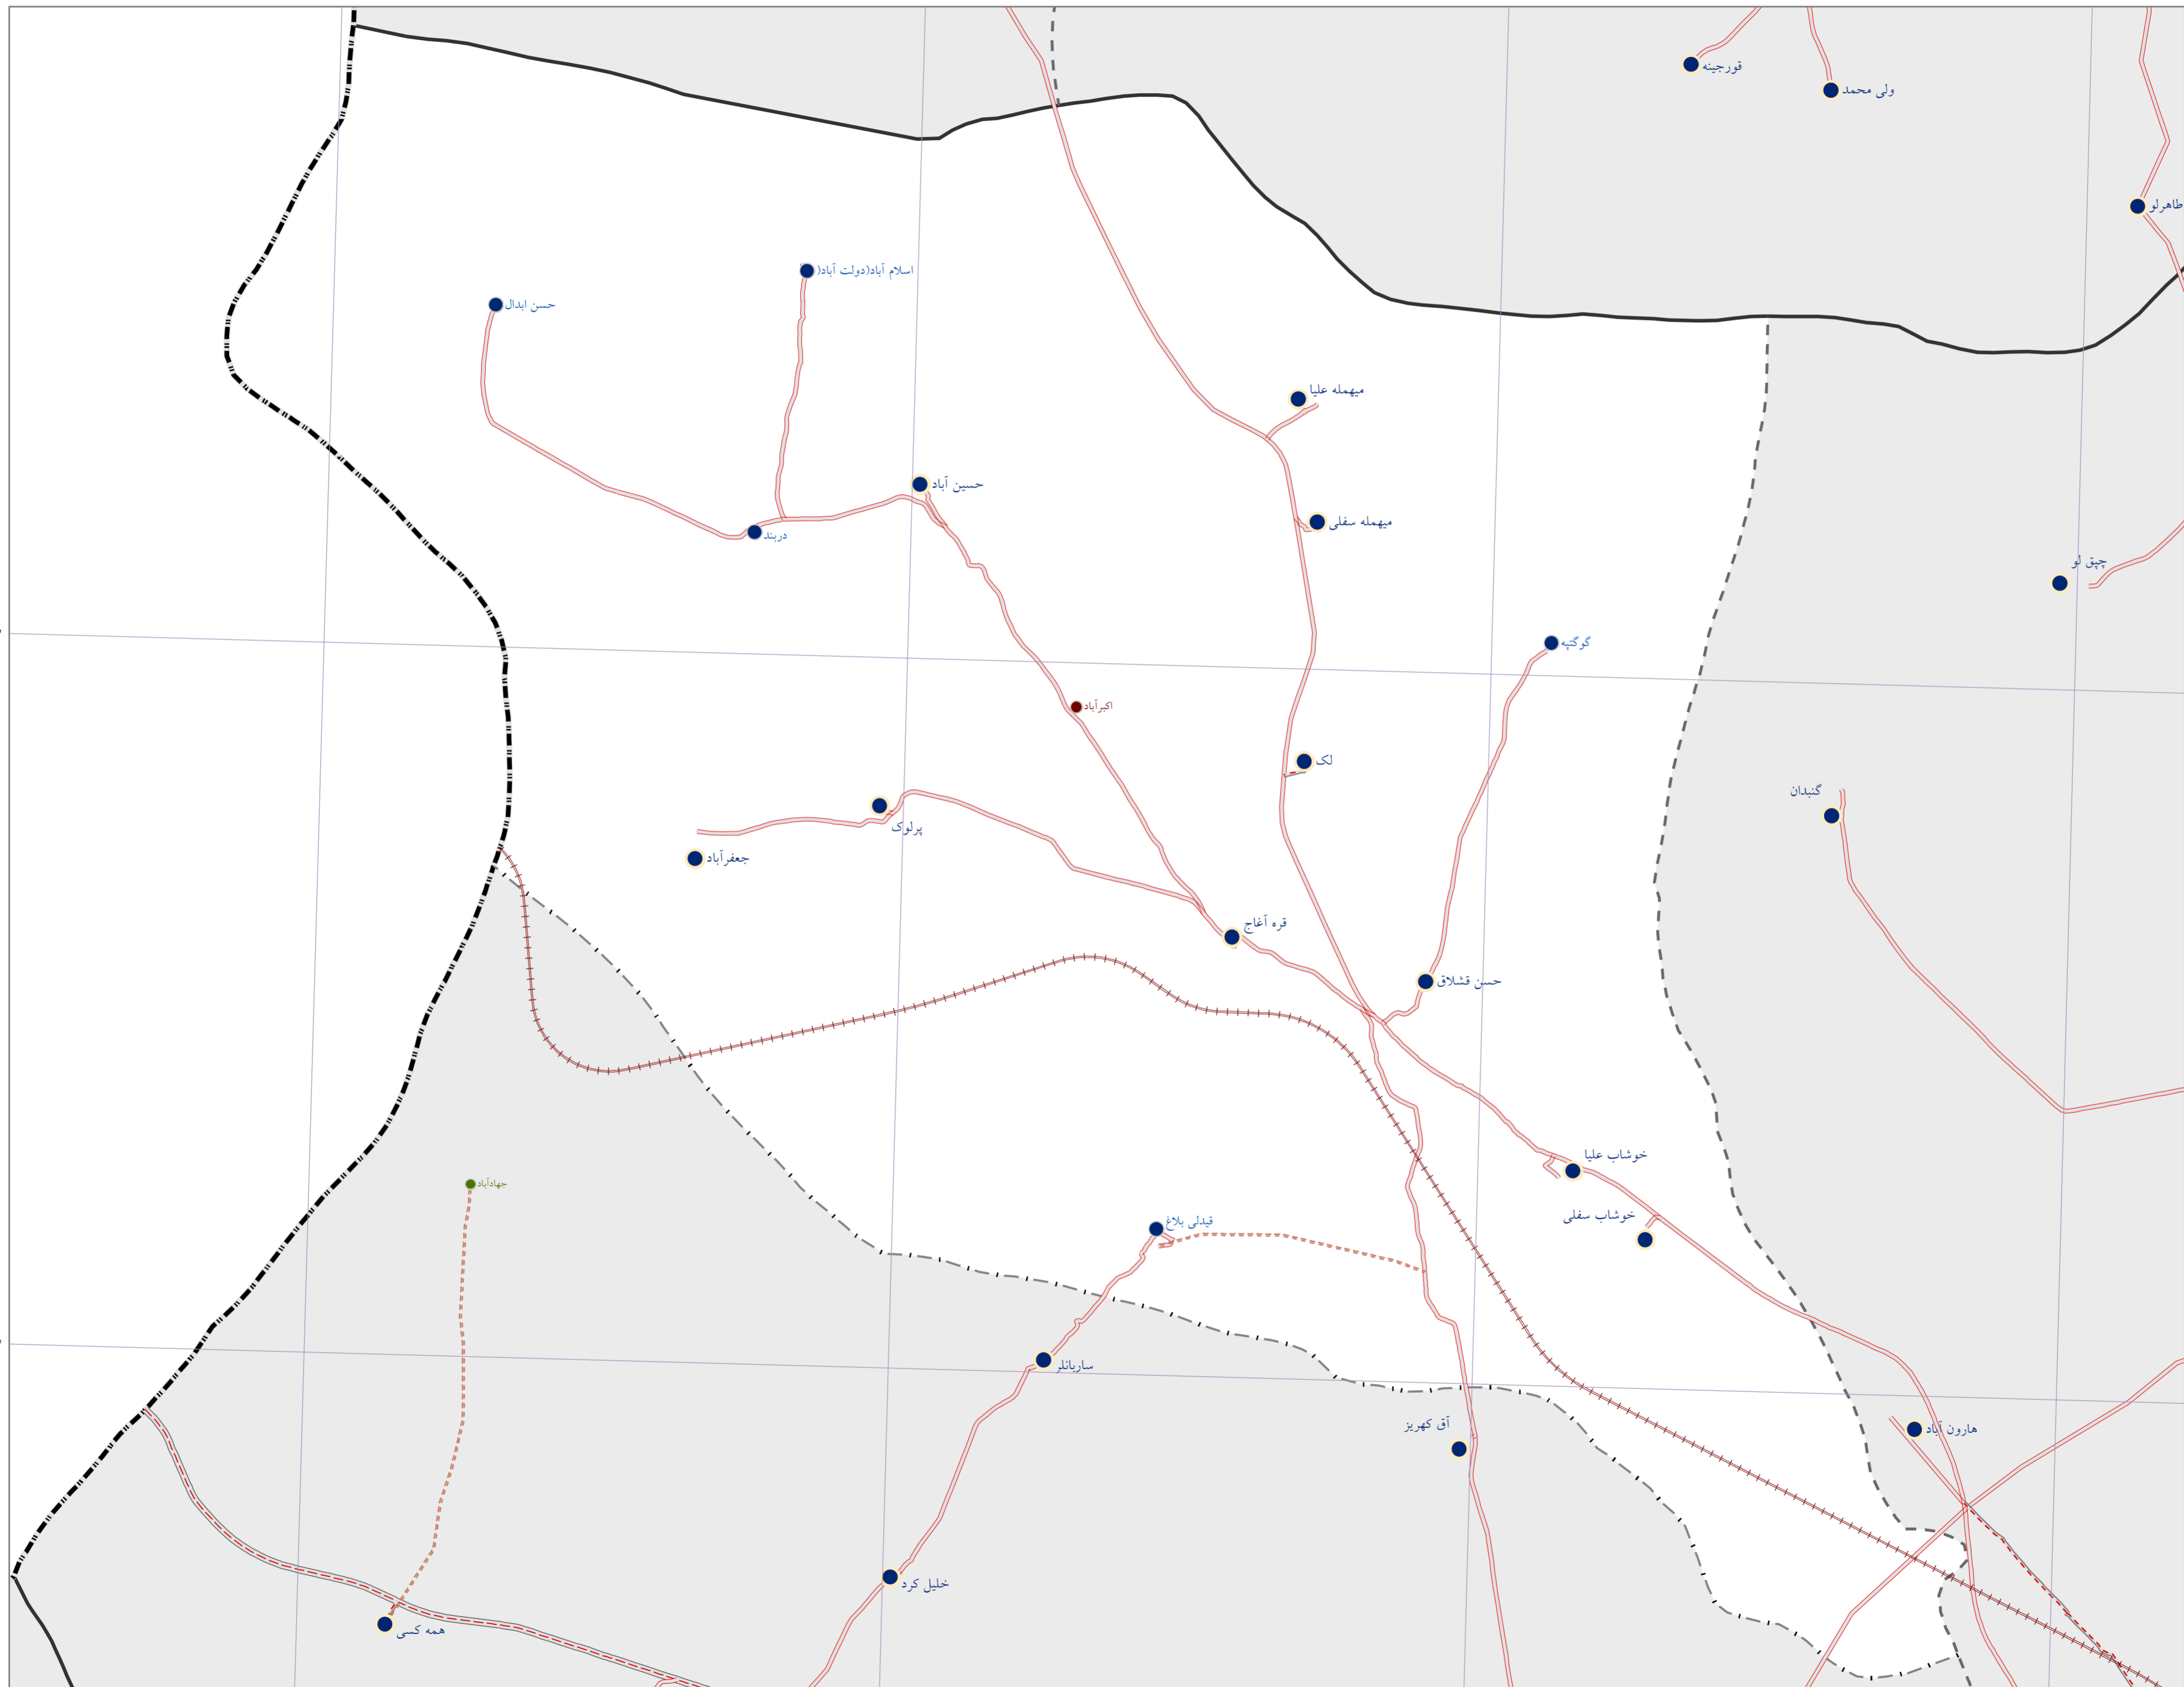 قورجینه
ولی محمد
طاهرلو
اسلام آباد(دولت آباد(
حسن ابدال
میهمله علیا
حسین آباد
میهمله سفلی
دربند
چپق لو
گوگتپه
اکبرآباد
لک
گنبدان
پرلوک
جعفرآباد
قره آغاج
حسن قشلاق
خوشاب علیا
جهادآباد
خوشاب سفلی
قیدلی بلاغ
ساربانلر
آق کهریز
هارون آباد
خلیل کرد
همه کسی